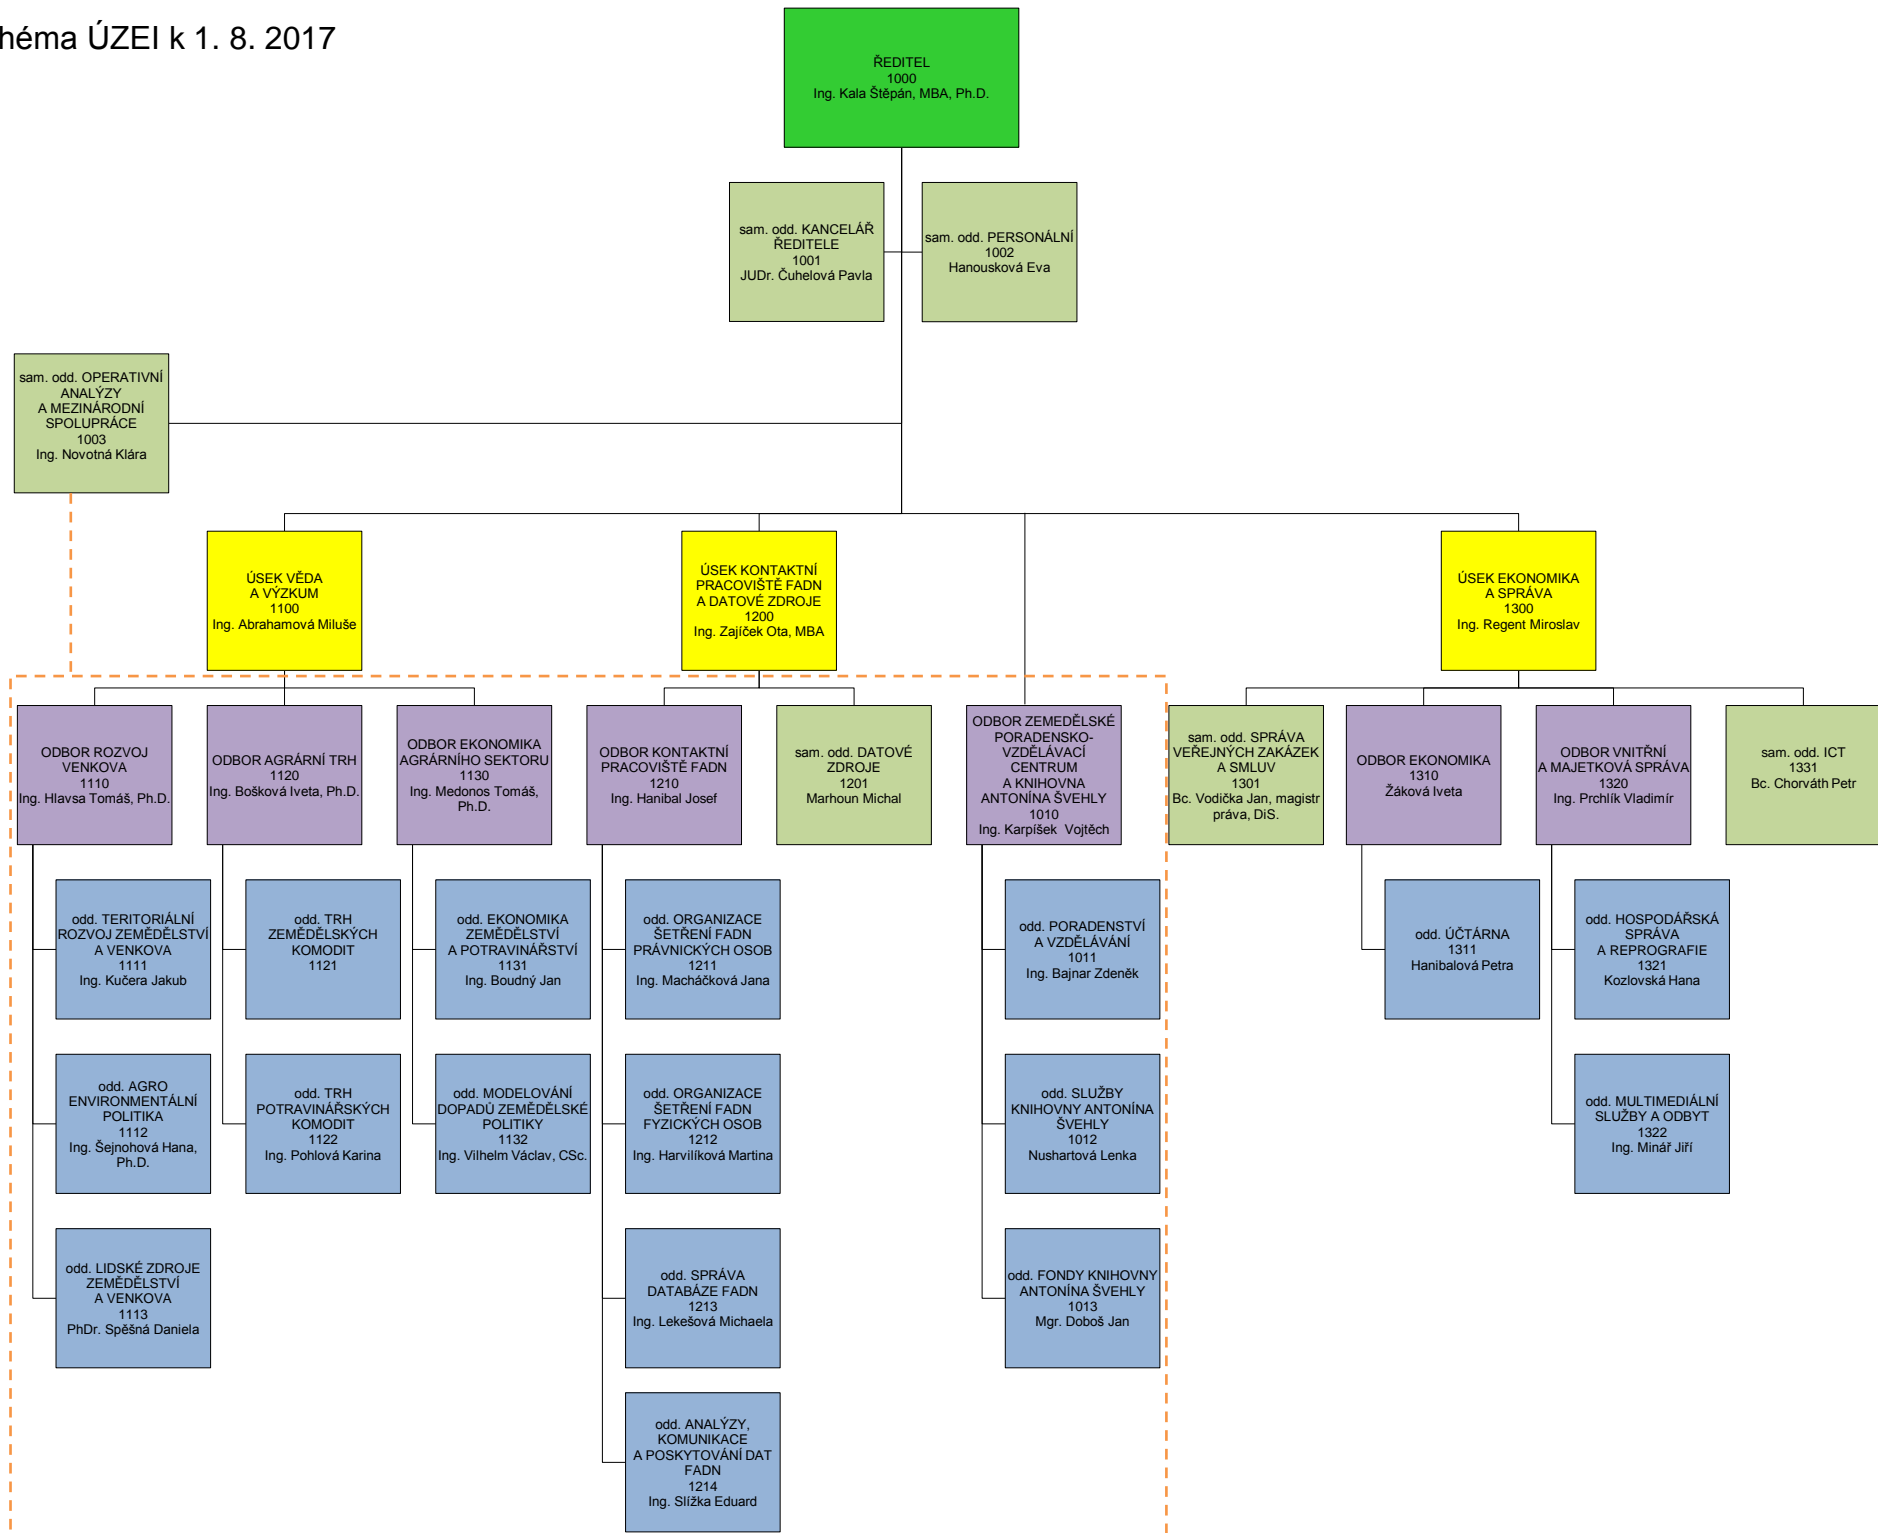 héma ÚZEI k 1. 8. 2017
ŘEDITEL
1000
Ing. Kala Štěpán, MBA, Ph.D.
sam. odd. KANCELÁŘ
ŘEDITELE
1001
JUDr. Čuhelová Pavla
sam. odd. PERSONÁLNÍ
1002
Hanousková Eva
sam. odd. OPERATIVNÍ
ANALÝZY
A MEZINÁRODNÍ
SPOLUPRÁCE
1003
Ing. Novotná Klára
ÚSEK VĚDA
A VÝZKUM
1100
Ing. Abrahamová Miluše
ÚSEK KONTAKTNÍ
PRACOVIŠTĚ FADN
A DATOVÉ ZDROJE
1200
Ing. Zajíček Ota, MBA
ÚSEK EKONOMIKA
A SPRÁVA
1300
Ing. Regent Miroslav
ODBOR ROZVOJ
VENKOVA
1110
Ing. Hlavsa Tomáš, Ph.D.
ODBOR AGRÁRNÍ TRH
1120
Ing. Bošková Iveta, Ph.D.
ODBOR EKONOMIKA
AGRÁRNÍHO SEKTORU
1130
Ing. Medonos Tomáš,
Ph.D.
ODBOR KONTAKTNÍ
PRACOVIŠTĚ FADN
1210
Ing. Hanibal Josef
sam. odd. DATOVÉ
ZDROJE
1201
Marhoun Michal
ODBOR ZEMEDĚLSKÉ
PORADENSKO-
VZDĚLÁVACÍ
CENTRUM
A KNIHOVNA
ANTONÍNA ŠVEHLY
1010
Ing. Karpíšek  Vojtěch
sam. odd. SPRÁVA
VEŘEJNÝCH ZAKÁZEK
A SMLUV
1301
Bc. Vodička Jan, magistr
práva, DiS.
ODBOR EKONOMIKA
1310
Žáková Iveta
ODBOR VNITŘNÍ
A MAJETKOVÁ SPRÁVA
1320
Ing. Prchlík Vladimír
sam. odd. ICT
1331
Bc. Chorváth Petr
odd. TERITORIÁLNÍ
ROZVOJ ZEMĚDĚLSTVÍ
A VENKOVA
1111
Ing. Kučera Jakub
odd. TRH
ZEMĚDĚLSKÝCH
KOMODIT
1121
odd. EKONOMIKA
ZEMĚDĚLSTVÍ
A POTRAVINÁŘSTVÍ
1131
Ing. Boudný Jan
odd. ORGANIZACE
ŠETŘENÍ FADN
PRÁVNICKÝCH OSOB
1211
Ing. Macháčková Jana
odd. PORADENSTVÍ
A VZDĚLÁVÁNÍ
1011
Ing. Bajnar Zdeněk
odd. ÚČTÁRNA
1311
Hanibalová Petra
odd. HOSPODÁŘSKÁ
SPRÁVA
A REPROGRAFIE
1321
Kozlovská Hana
odd. AGRO
ENVIRONMENTÁLNÍ
POLITIKA
1112
Ing. Šejnohová Hana,
Ph.D.
odd. TRH
POTRAVINÁŘSKÝCH
KOMODIT
1122
Ing. Pohlová Karina
odd. MODELOVÁNÍ
DOPADŮ ZEMĚDĚLSKÉ
POLITIKY
1132
Ing. Vilhelm Václav, CSc.
odd. ORGANIZACE
ŠETŘENÍ FADN
FYZICKÝCH OSOB
1212
Ing. Harvilíková Martina
odd. SLUŽBY
KNIHOVNY ANTONÍNA
ŠVEHLY
1012
Nushartová Lenka
odd. MULTIMEDIÁLNÍ
SLUŽBY A ODBYT
1322
Ing. Minář Jiří
odd. LIDSKÉ ZDROJE
ZEMĚDĚLSTVÍ
A VENKOVA
1113
PhDr. Spěšná Daniela
odd. SPRÁVA
DATABÁZE FADN
1213
Ing. Lekešová Michaela
odd. FONDY KNIHOVNY
ANTONÍNA ŠVEHLY
1013
Mgr. Doboš Jan
odd. ANALÝZY,
KOMUNIKACE
A POSKYTOVÁNÍ DAT
FADN
1214
Ing. Slížka Eduard